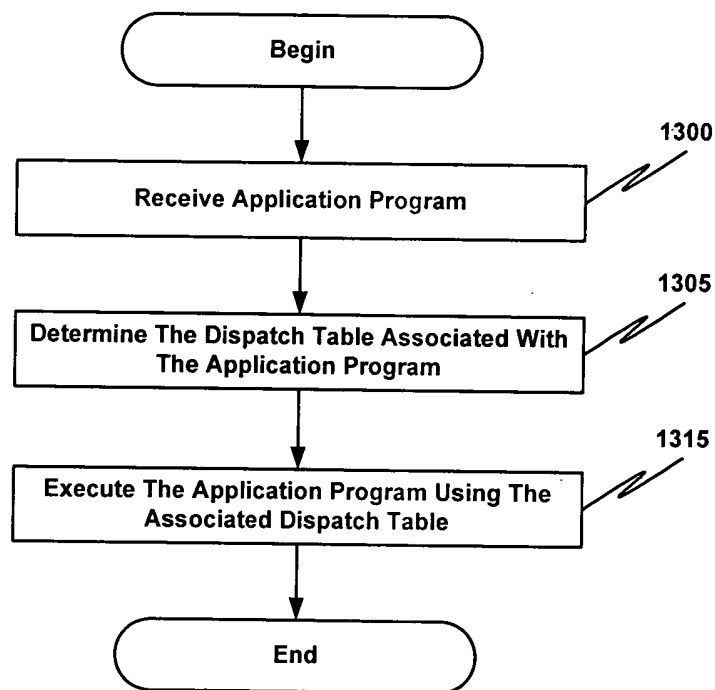 Begin
1300
Receive Application Program
1305
Determine The Dispatch Table Associated With
The Application Program
1315
Execute The Application Program Using The
Associated Dispatch Table
End